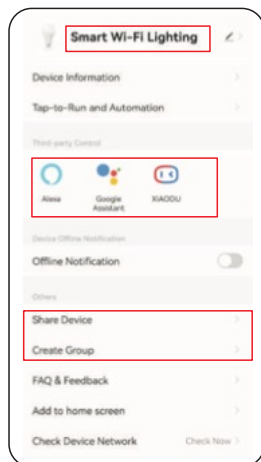 Smart Wi-Fi Lighting
Device Information
Tap-to-Run and Automation
Third-party Control
Alexa
Google Assistant
XIAODU
Device Offline Notification
Offline Notification
Others
Share Device
Create Group
FAQ & Feedback
Add to home screen
Check Device Network Check Now